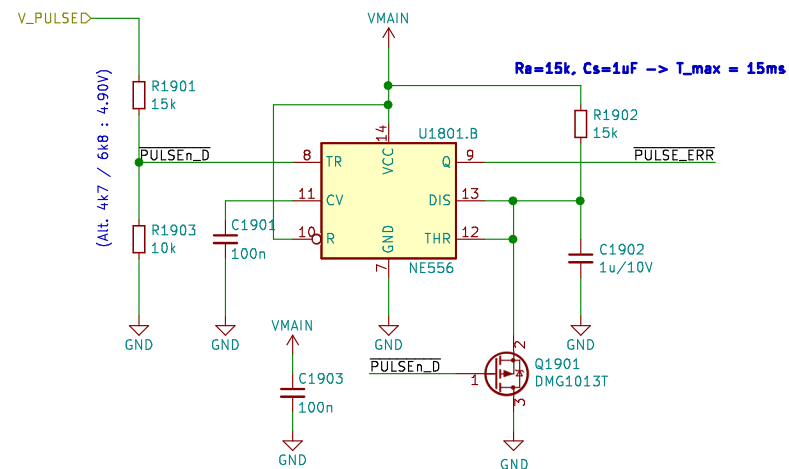 V_PULSE
VMAIN
Ra=15k, Cs=1uF -> T_max = 15ms
(Alt. 4k7 / 6k8 : 4.90V)
R1901
15k
R1902
15k
14
U1801.B
VCC
PULSEn_D
8
TR
Q
9
PULSE_ERR
11
CV
DIS
13
R1903
10k
C1901
100n
10
R
GND
THR
12
C1902
1u/10V
7
NE556
GND
GND
VMAIN
GND
GND
2
PULSEn_D
1
Q1901
DMG1013T
3
C1903
100n
GND
GND